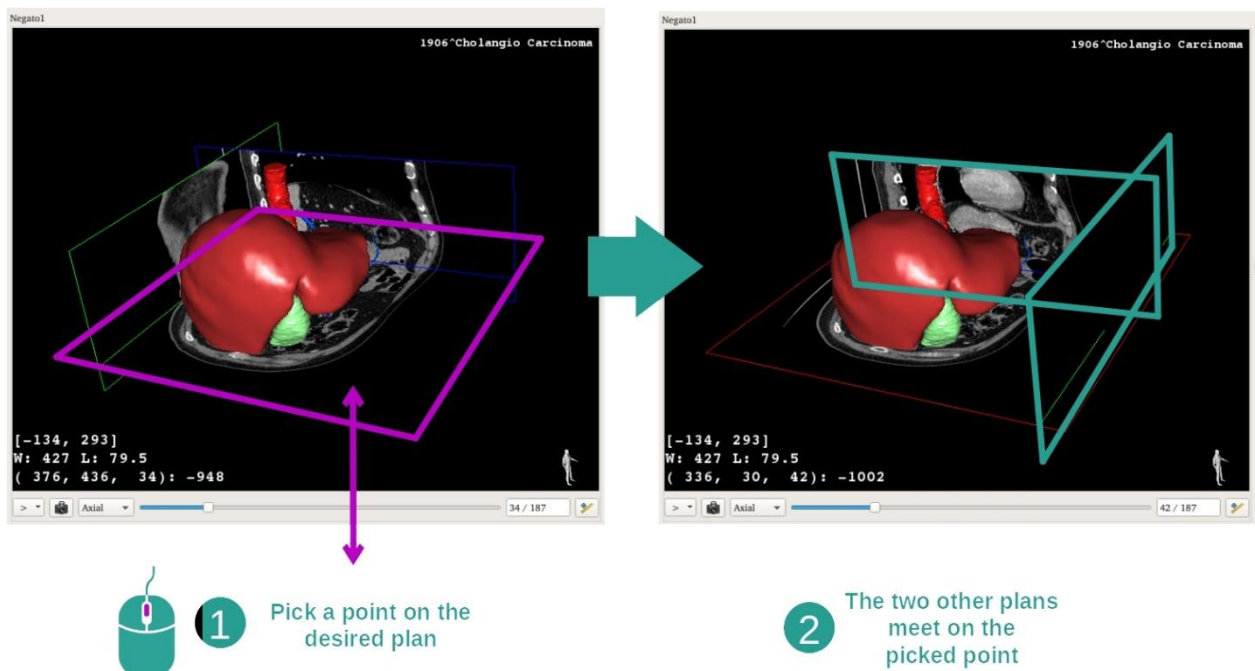 Negato1
1906^Cholangio Carcinoma
[-134, 293]
W: 427 L: 79.5
( 376, 436,  34): -948
> Axial 34 / 187
Negato1
1906^Cholangio Carcinoma
[-134, 293]
W: 427 L: 79.5
( 336,  30,  42): -1002
> Axial 42 / 187
1
Pick a point on the
desired plan
2
The two other plans
meet on the
picked point